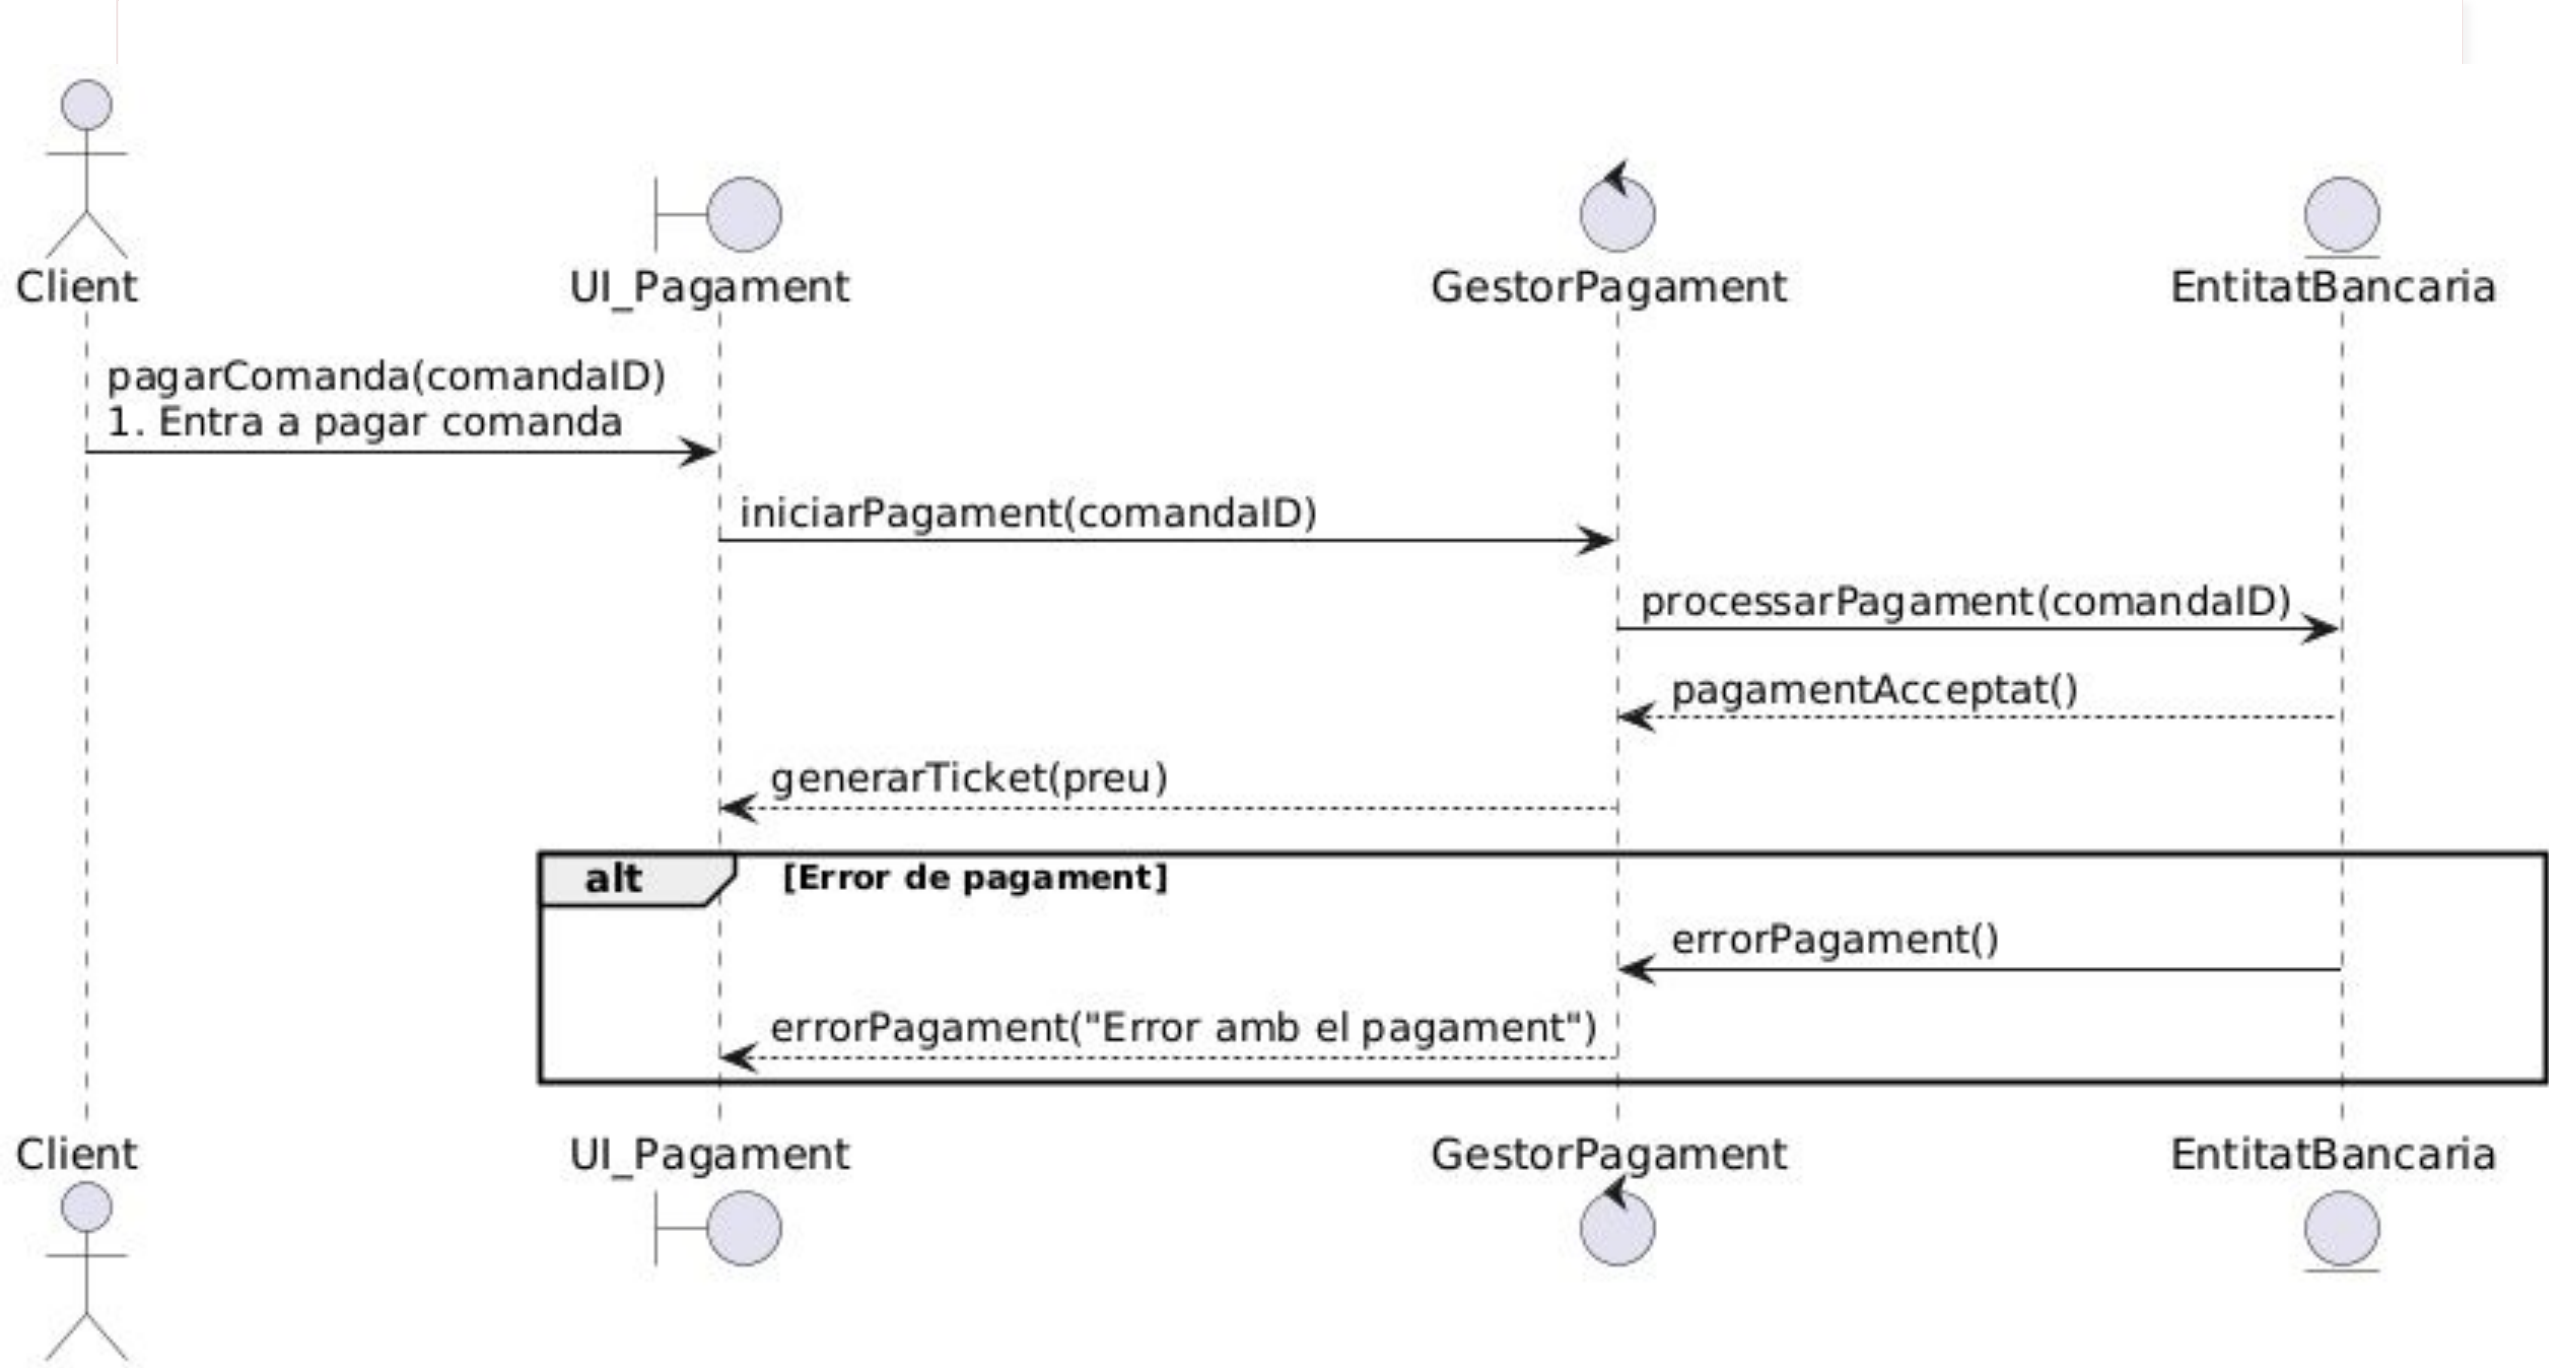 Client
UI_Pagament
GestorPagament
EntitatBancaria
pagarComanda(comandaID)
1. Entra a pagar comanda
iniciarPagament(comandaID)
processarPagament(comandaID)
pagamentAcceptat()
generarTicket(preu)
alt
[Error de pagament]
errorPagament()
errorPagament("Error amb el pagament")
Client
UI_Pagament
GestorPagament
EntitatBancaria